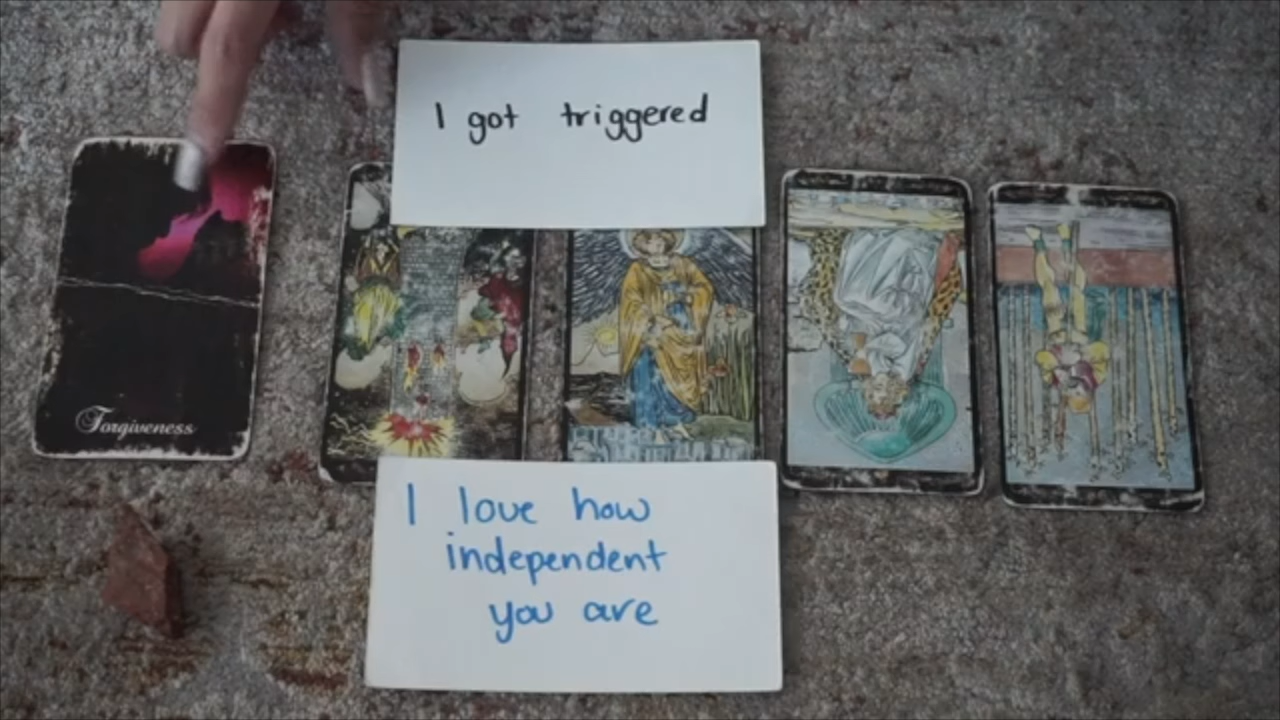 I got triggered
Forgiveness
I love how
independent
you are